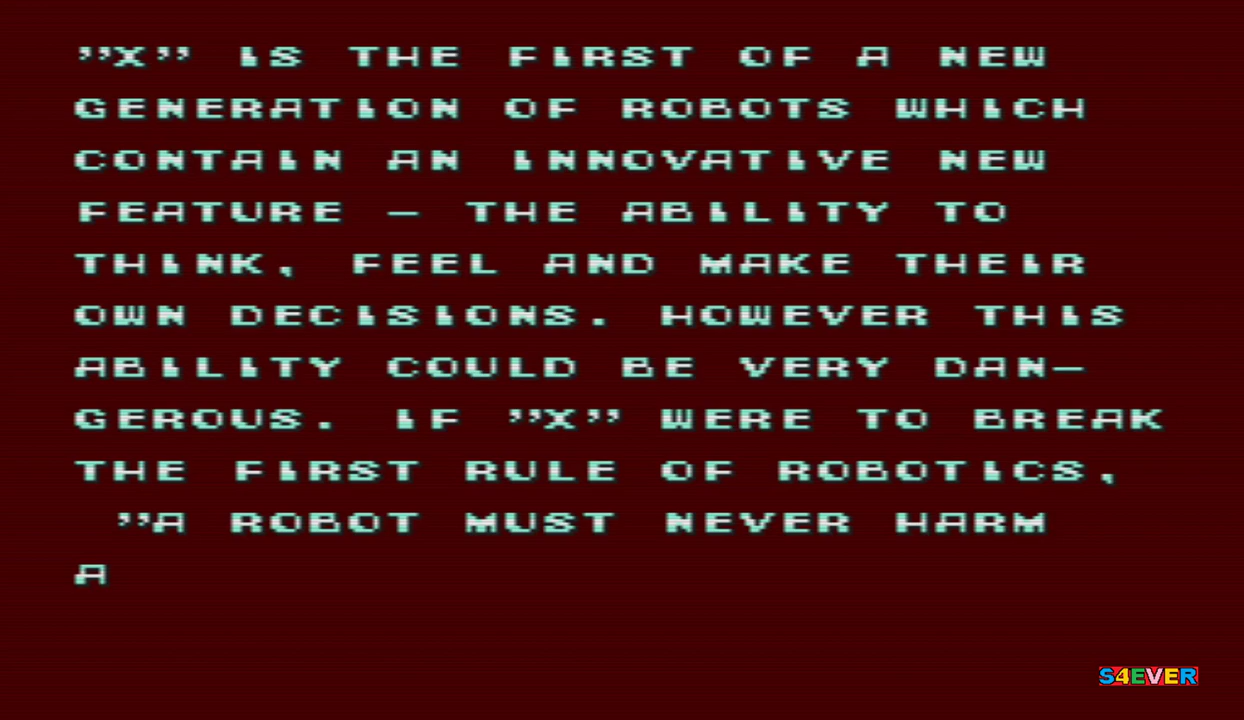 ”X” IS THE FIRST OF A NEW
GENERATION OF ROBOTS WHICH
CONTAIN AN INNOVATIVE NEW
FEATURE – THE ABILITY TO
THINK, FEEL AND MAKE THEIR
OWN DECISIONS. HOWEVER THIS
ABILITY COULD BE VERY DAN–
GEROUS. IF ”X” WERE TO BREAK
THE FIRST RULE OF ROBOTICS,
”A ROBOT MUST NEVER HARM
A
S4EVER